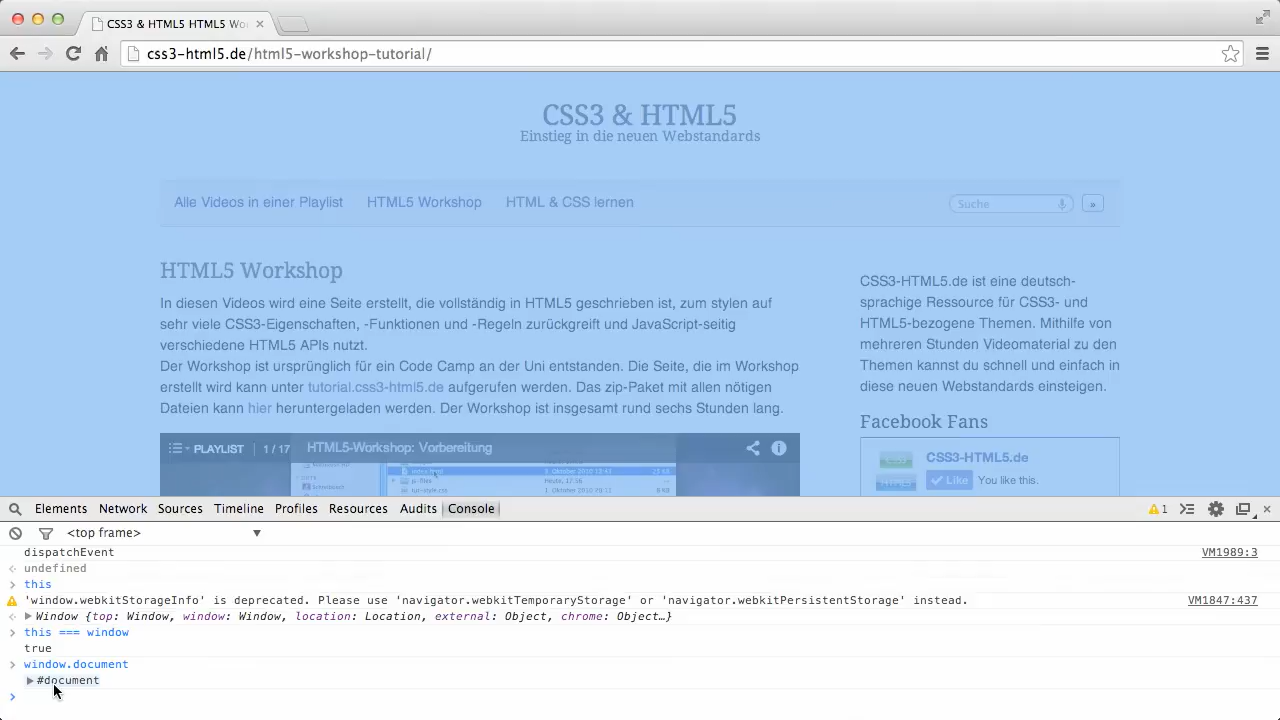 CSS3 & HTML5 HTML5 Wo
css3-html5.de/html5-workshop-tutorial/
CSS3 & HTML5
Einstieg in die neuen Webstandards
Alle Videos in einer Playlist HTML5 Workshop HTML & CSS lernen Suche »
HTML5 Workshop
In diesen Videos wird eine Seite erstellt, die vollständig in HTML5 geschrieben ist, zum stylen auf
sehr viele CSS3-Eigenschaften, -Funktionen und -Regeln zurückgreift und JavaScript-seitig
verschiedene HTML5 APIs nutzt.
Der Workshop ist ursprünglich für ein Code Camp an der Uni entstanden. Die Seite, die im Workshop
erstellt wird kann unter tutorial.css3-html5.de aufgerufen werden. Das zip-Paket mit allen nötigen
Dateien kann hier heruntergeladen werden. Der Workshop ist insgesamt rund sechs Stunden lang.
PLAYLIST 1 / 17 HTML5-Workshop: Vorbereitung
CSS3-HTML5.de ist eine deutsch-
sprachige Ressource für CSS3- und
HTML5-bezogene Themen. Mithilfe von
mehreren Stunden Videomaterial zu den
Themen kannst du schnell und einfach in
diese neuen Webstandards einsteigen.
Facebook Fans
CSS3-HTML5.de
Like You like this.
Elements Network Sources Timeline Profiles Resources Audits Console 1
<top frame>
dispatchEvent VM1989:3
undefined
this
'window.webkitStorageInfo' is deprecated. Please use 'navigator.webkitTemporaryStorage' or 'navigator.webkitPersistentStorage' instead. VM1847:437
Window {top: Window, window: Window, location: Location, external: Object, chrome: Object…}
this === window
true
window.document
#document